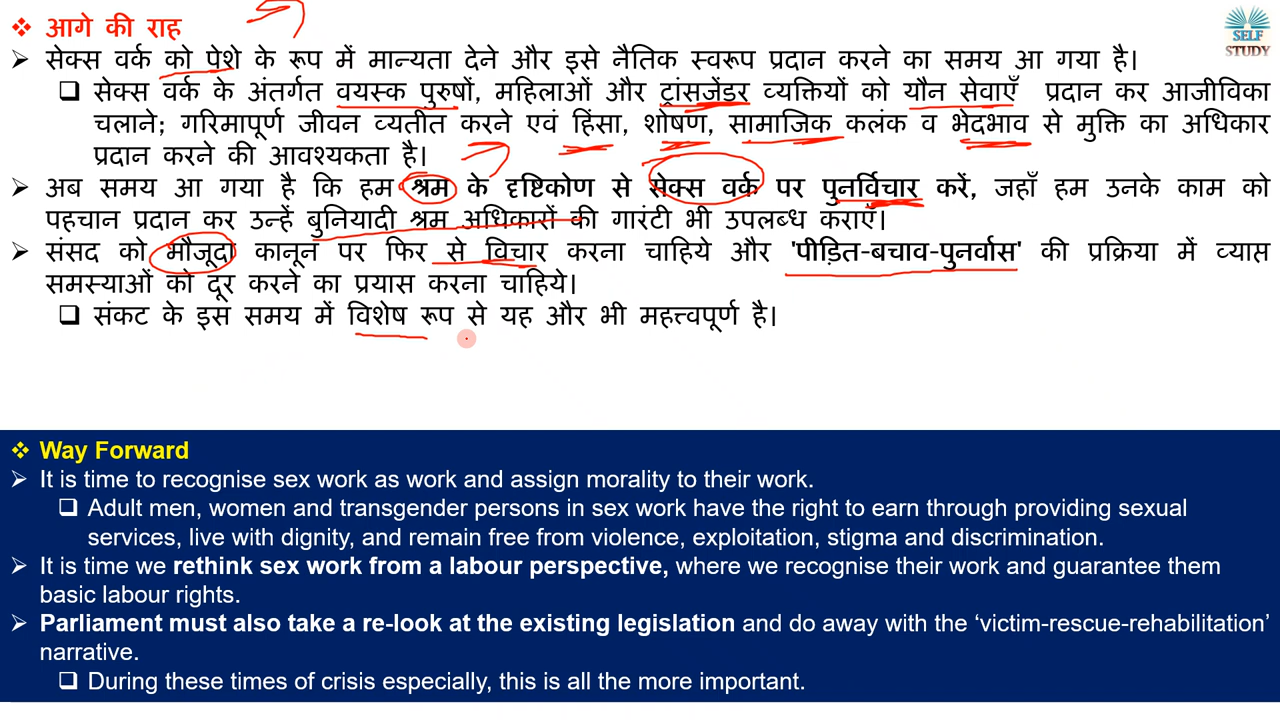 ❖ आगे की राह
SELF
STUDY
➢ सेक्स वर्क को पेशे के रूप में मान्यता देने और इसे नैतिक स्वरूप प्रदान करने का समय आ गया है।
❑ सेक्स वर्क के अंतर्गत वयस्क पुरुषों, महिलाओं और ट्रांसजेंडर व्यक्तियों को यौन सेवाएँ प्रदान कर आजीविका
चलाने; गरिमापूर्ण जीवन व्यतीत करने एवं हिंसा, शोषण, सामाजिक कलंक व भेदभाव से मुक्ति का अधिकार
प्रदान करने की आवश्यकता है।
➢ अब समय आ गया है कि हम श्रम के दृष्टिकोण से सेक्स वर्क पर पुनर्विचार करें, जहाँ हम उनके काम को
पहचान प्रदान कर उन्हें बुनियादी श्रम अधिकारों की गारंटी भी उपलब्ध कराएँ।
➢ संसद को मौजूदा कानून पर फिर से विचार करना चाहिये और 'पीड़ित-बचाव-पुनर्वास' की प्रक्रिया में व्याप्त
समस्याओं को दूर करने का प्रयास करना चाहिये।
❑ संकट के इस समय में विशेष रूप से यह और भी महत्त्वपूर्ण है।
❖ Way Forward
➢ It is time to recognise sex work as work and assign morality to their work.
❑ Adult men, women and transgender persons in sex work have the right to earn through providing sexual
services, live with dignity, and remain free from violence, exploitation, stigma and discrimination.
➢ It is time we rethink sex work from a labour perspective, where we recognise their work and guarantee them
basic labour rights.
➢ Parliament must also take a re-look at the existing legislation and do away with the ‘victim-rescue-rehabilitation’
narrative.
❑ During these times of crisis especially, this is all the more important.